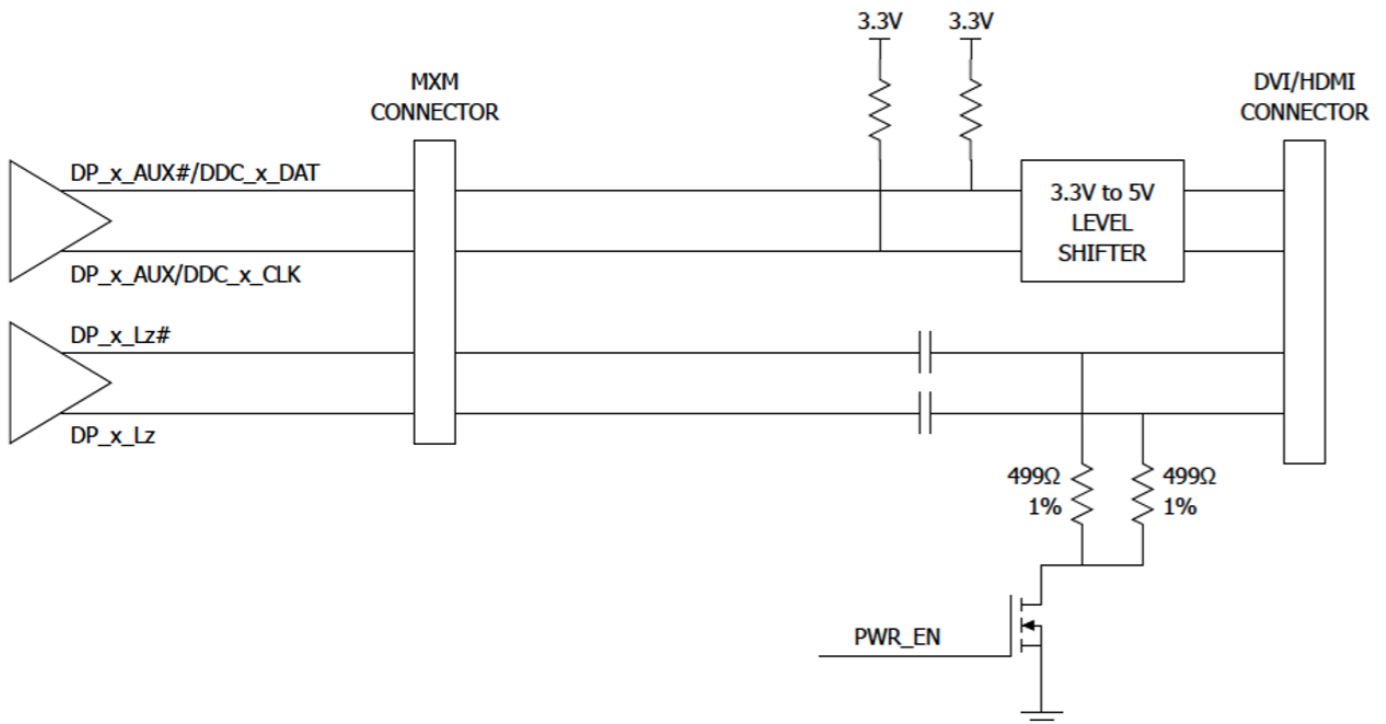 3.3V 3.3V
MXM
CONNECTOR
DVI/HDMI
CONNECTOR
DP_x_AUX#/DDC_x_DAT
3.3V to 5V
LEVEL
SHIFTER
DP_x_AUX/DDC_x_CLK
DP_x_Lz#
DP_x_Lz
499Ω
1%
499Ω
1%
PWR_EN